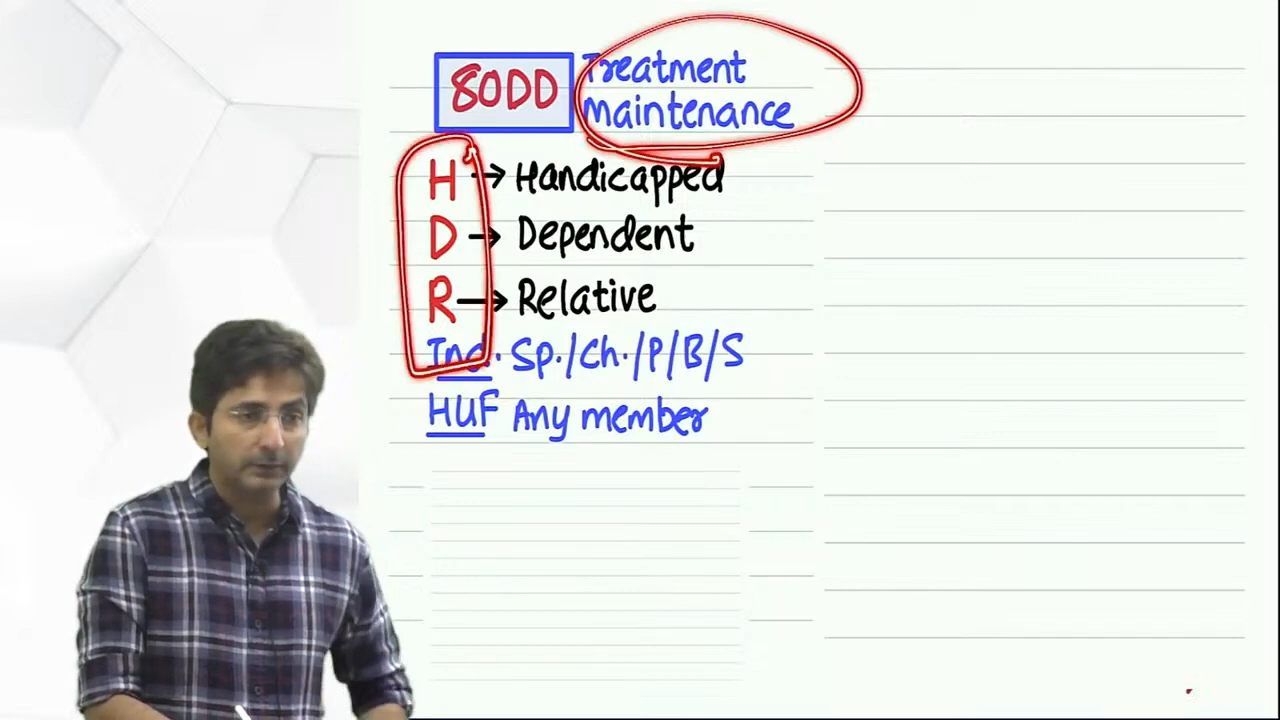 80DD Treatment
Maintenance
H → Handicapped
D → Dependent
R → Relative
Ind. Sp./Ch./P/B/S
HUF Any member